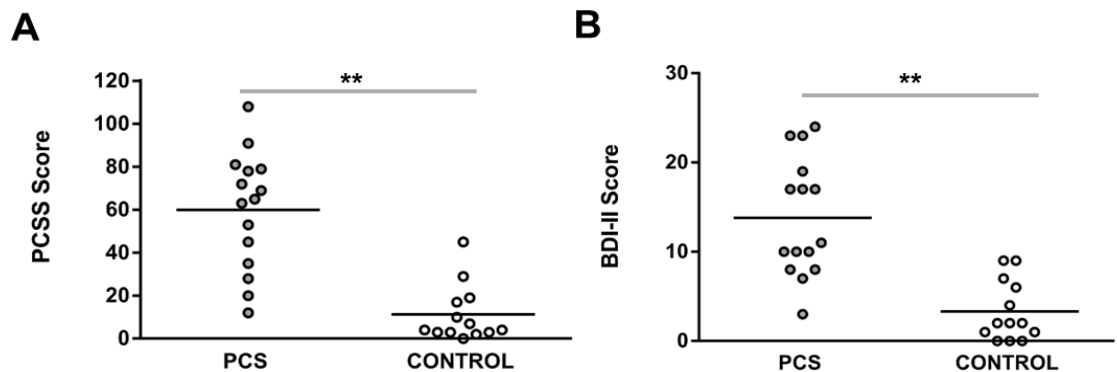 A
PCSS Score
120
100
80
60
40
20
0
**
PCS
CONTROL
B
BDI-II Score
30
20
10
0
**
PCS
CONTROL